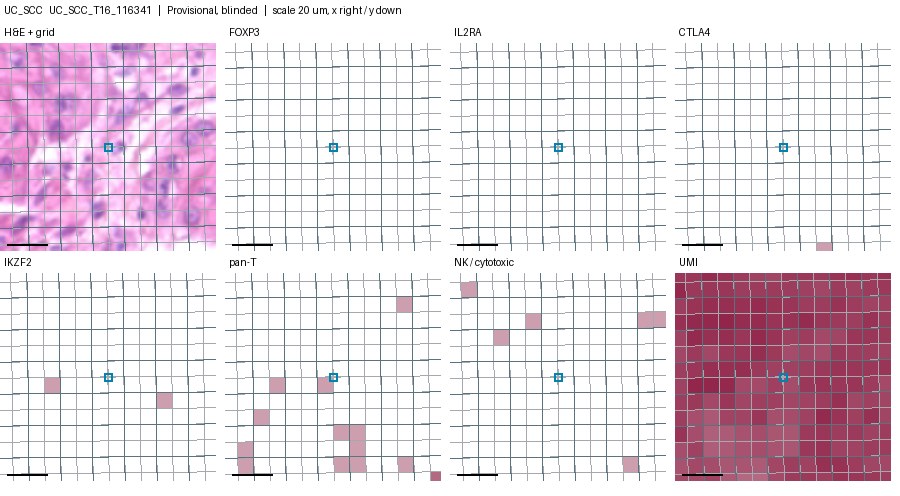 UC_SCC UC_SCC_T16_116341 | Provisional, blinded | scale 20 um, x right / y down
H&E + grid
FOXP3
IL2RA
CTLA4
IKZF2
pan-T
NK / cytotoxic
UMI